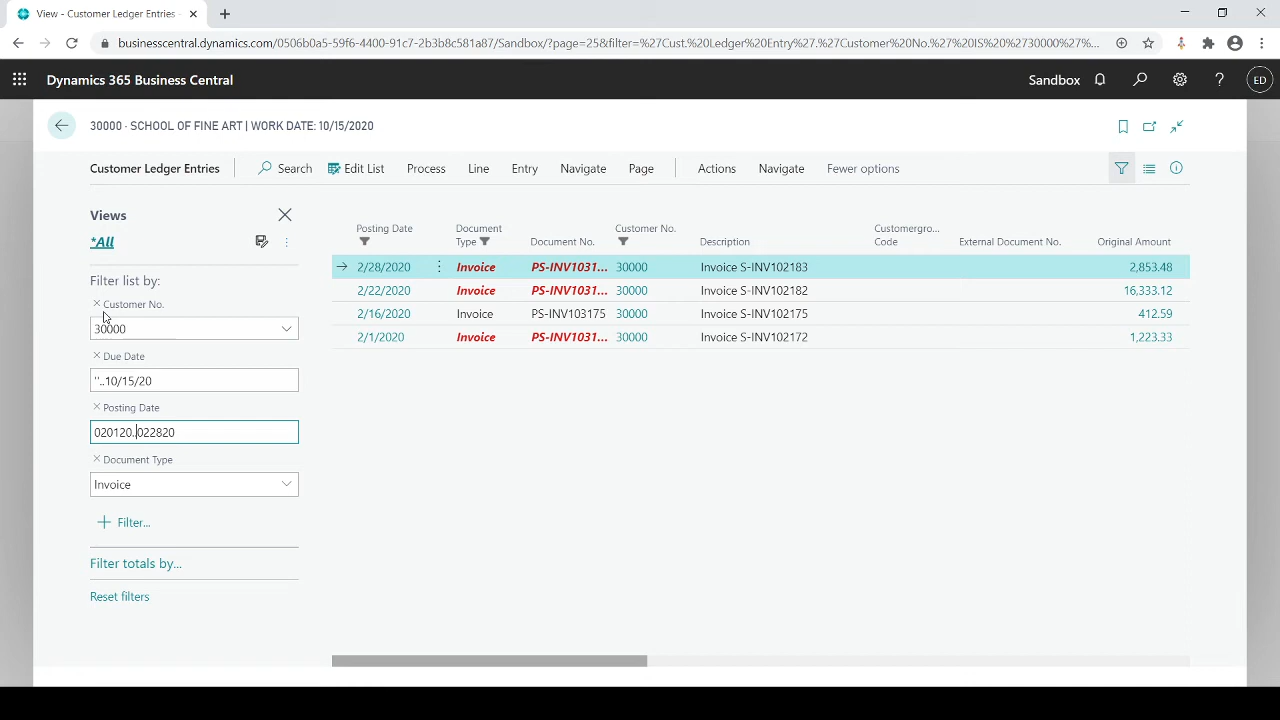 View - Customer Ledger Entries -
businesscentral.dynamics.com/0506b0a5-59f6-4400-91c7-2b3b8c581a87/Sandbox/?page=25&filter=%27Cust.%20Ledger%20Entry%27.%27Customer%20No.%27%20IS%20%2730000%27%...
Dynamics 365 Business Central
Sandbox
ED
30000 · SCHOOL OF FINE ART | WORK DATE: 10/15/2020
Customer Ledger Entries
Search
Edit List
Process
Line
Entry
Navigate
Page
Actions
Navigate
Fewer options
Views
*All
Filter list by:
Customer No.
30000
Due Date
''..10/15/20
Posting Date
020120..022820
Document Type
Invoice
Filter...
Filter totals by...
Reset filters
Posting Date
Document Type
Document No.
Customer No.
Description
Customergro... Code
External Document No.
Original Amount
2/28/2020 Invoice PS-INV1031... 30000 Invoice S-INV102183 2,853.48
2/22/2020 Invoice PS-INV1031... 30000 Invoice S-INV102182 16,333.12
2/16/2020 Invoice PS-INV103175 30000 Invoice S-INV102175 412.59
2/1/2020 Invoice PS-INV1031... 30000 Invoice S-INV102172 1,223.33